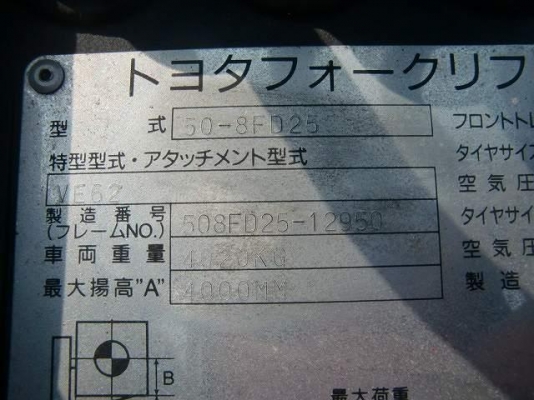 トヨタフォークリフ
型 式 50-8FD25
フロントトレ
特型型式・アタッチメント型式
タイヤサイズ
VE62
空気圧
製造番号
(フレームNO.) 508FD25-12950
タイヤサイ
車両重量 4020KG
空気圧
最大揚高"A" 4000MM
製造
B
最大荷重